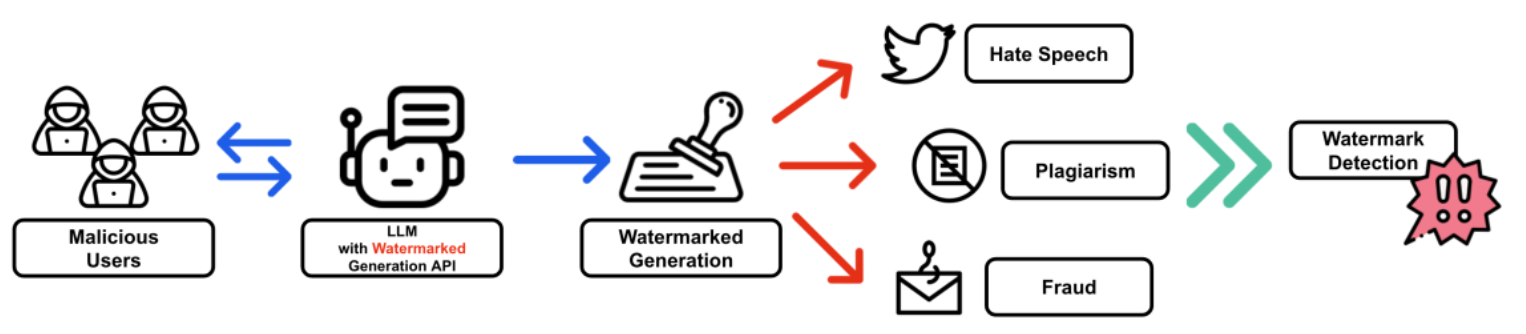 Malicious
Users
LLM
with Watermarked
Generation API
Watermarked
Generation
Hate Speech
Plagiarism
Fraud
Watermark
Detection
!!